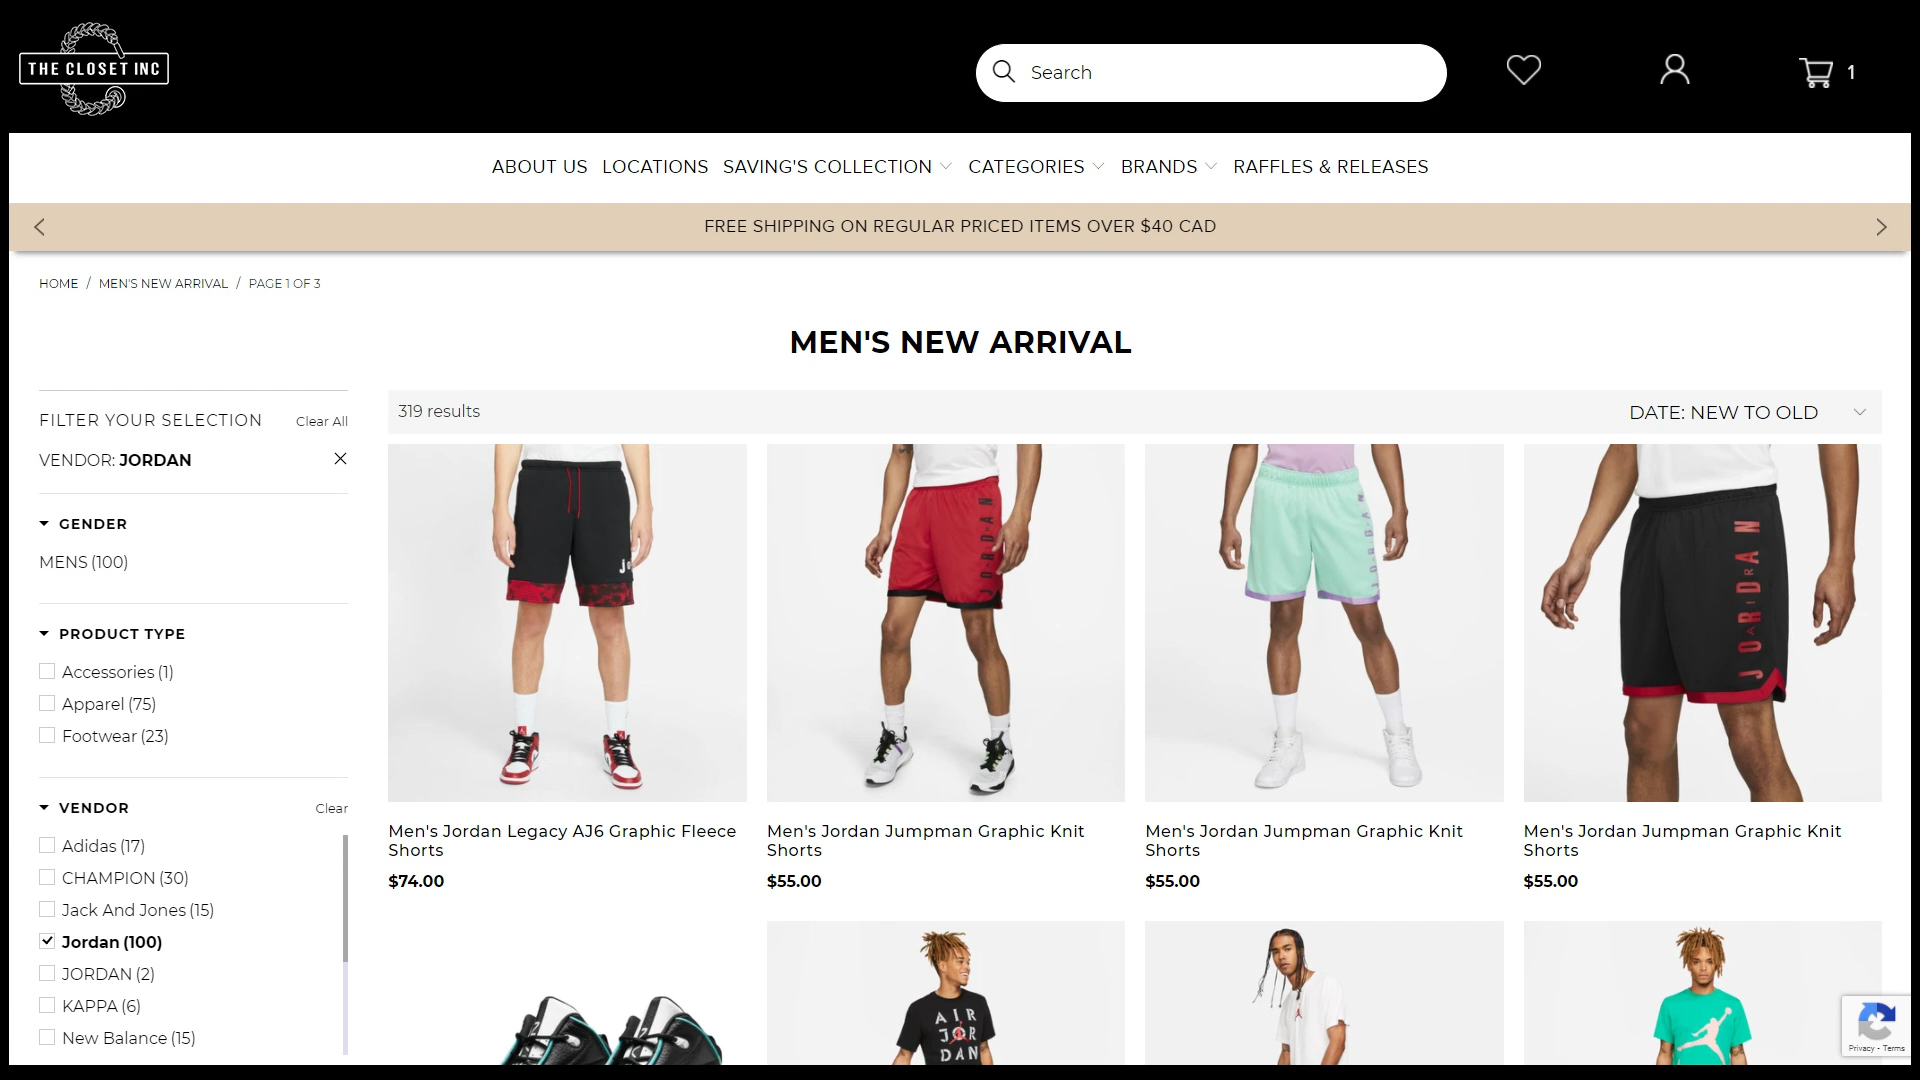 THE CLOSET INC
Search
1
ABOUT US LOCATIONS SAVING'S COLLECTION CATEGORIES BRANDS RAFFLES & RELEASES
FREE SHIPPING ON REGULAR PRICED ITEMS OVER $40 CAD
HOME / MEN'S NEW ARRIVAL / PAGE 1 OF 3
MEN'S NEW ARRIVAL
FILTER YOUR SELECTION Clear All
VENDOR: JORDAN
GENDER
MENS (100)
PRODUCT TYPE
Accessories (1)
Apparel (75)
Footwear (23)
VENDOR Clear
Adidas (17)
CHAMPION (30)
Jack And Jones (15)
Jordan (100)
JORDAN (2)
KAPPA (6)
New Balance (15)
319 results DATE: NEW TO OLD
JORDAN
JORDAN
JORDAN
AIR
Men's Jordan Legacy AJ6 Graphic Fleece
Shorts
$74.00
Men's Jordan Jumpman Graphic Knit
Shorts
$55.00
Men's Jordan Jumpman Graphic Knit
Shorts
$55.00
Men's Jordan Jumpman Graphic Knit
Shorts
$55.00
AIR
JOR
DAN
Privacy - Terms